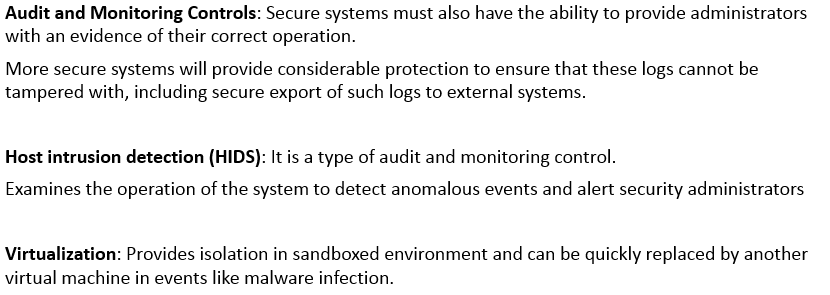 Audit and Monitoring Controls: Secure systems must also have the ability to provide administrators
with an evidence of their correct operation.
More secure systems will provide considerable protection to ensure that these logs cannot be
tampered with, including secure export of such logs to external systems.
Host intrusion detection (HIDS): It is a type of audit and monitoring control.
Examines the operation of the system to detect anomalous events and alert security administrators
Virtualization: Provides isolation in sandboxed environment and can be quickly replaced by another
virtual machine in events like malware infection.